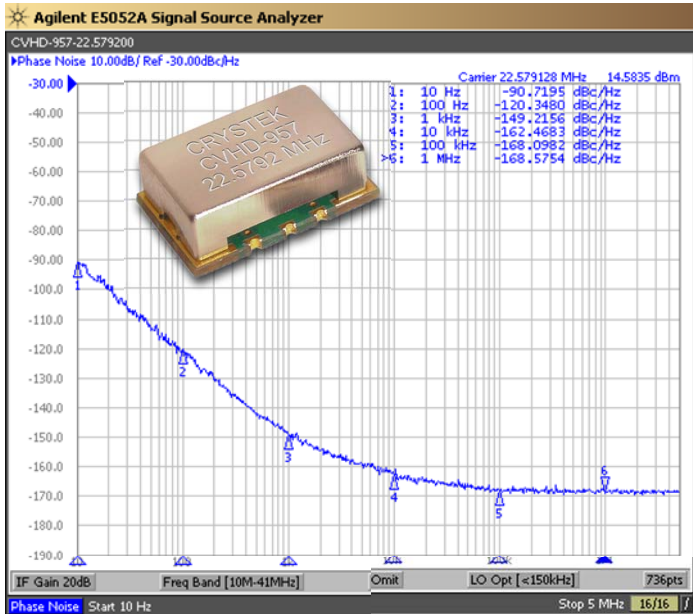 Agilent E5052A Signal Source Analyzer
CVHD-957-22.579200
Phase Noise 10.00dB/ Ref -30.00dBc/Hz
Carrier 22.579128 MHz 14.5835 dBm
1: 10 Hz -90.7195 dBc/Hz
2: 100 Hz -120.3480 dBc/Hz
3: 1 kHz -149.2156 dBc/Hz
4: 10 kHz -162.4683 dBc/Hz
5: 100 kHz -168.0982 dBc/Hz
>6: 1 MHz -168.5754 dBc/Hz
CRYSTEK
CVHD-957
22.5792 MHz
-30.00
-40.00
-50.00
-60.00
-70.00
-80.00
-90.00
-100.0
-110.0
-120.0
-130.0
-140.0
-150.0
-160.0
-170.0
-180.0
-190.0
1
2
3
4
5
6
IF Gain 20dB
Freq Band [10M-41MHz]
Omit
LO Opt [<150kHz]
736pts
Phase Noise Start 10 Hz
Stop 5 MHz 16/16